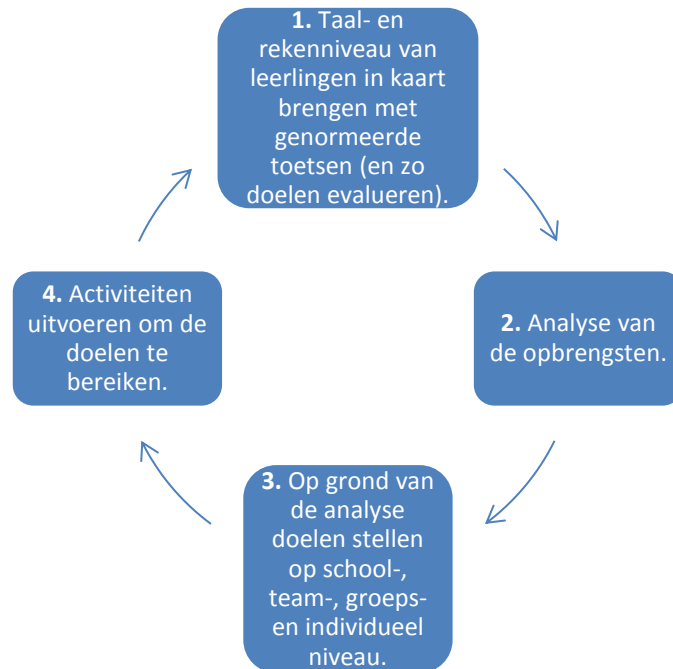 1. Taal- en
rekenniveau van
leerlingen in kaart
brengen met
genormeerde
toetsen (en zo
doelen evalueren).
2. Analyse van
de opbrengsten.
3. Op grond van
de analyse
doelen stellen
op school-,
team-, groeps-
en individueel
niveau.
4. Activiteiten
uitvoeren om de
doelen te
bereiken.